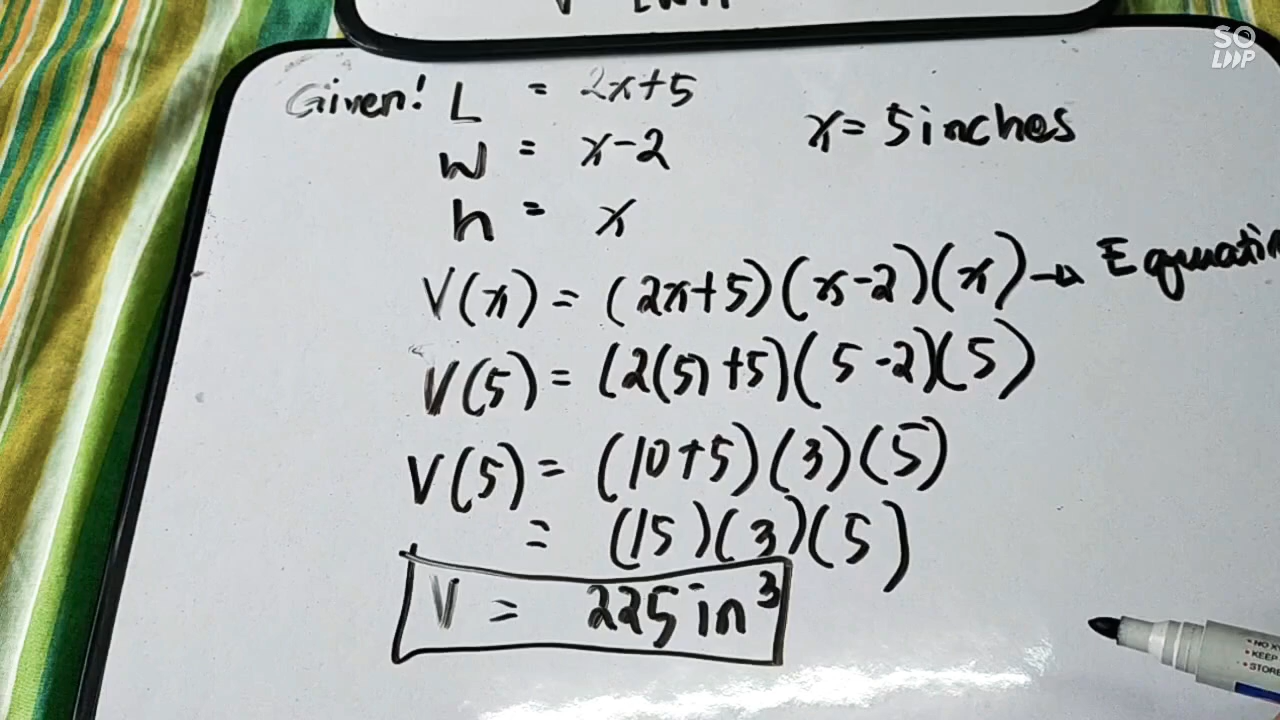 Given! L = 2x+5
W = x-2
h = x
x = 5 inches
V(x) = (2x+5)(x-2)(x) →
V(5) = (2(5)+5)(5-2)(5)
V(5) = (10+5)(3)(5)
= (15)(3)(5)
V = 225 in³
SO
LOOP